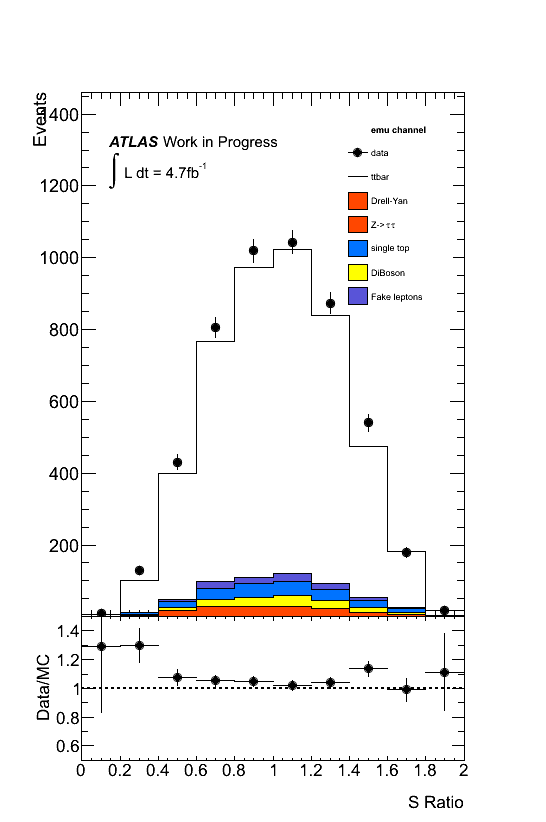 Events
1400
1200
1000
800
600
400
200
ATLAS Work in Progress
∫ L dt = 4.7fb⁻¹
emu channel
data
ttbar
Drell-Yan
Z->ττ
single top
DiBoson
Fake leptons
Data/MC
1.4
1.2
1
0.8
0.6
0 0.2 0.4 0.6 0.8 1 1.2 1.4 1.6 1.8 2
S Ratio